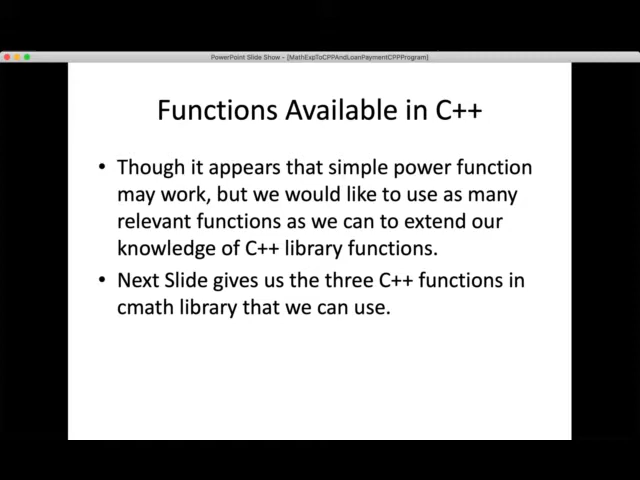 PowerPoint Slide Show - [MathExpToCPPAndLoanPaymentCPPProgram]
Functions Available in C++
• Though it appears that simple power function
may work, but we would like to use as many
relevant functions as we can to extend our
knowledge of C++ library functions.
• Next Slide gives us the three C++ functions in
cmath library that we can use.